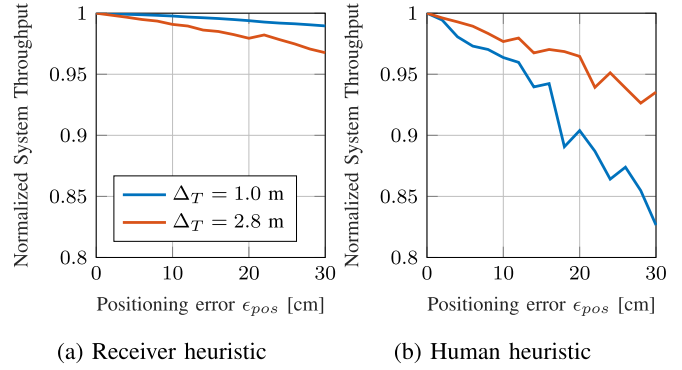 Normalized System Throughput
1
0.95
0.9
0.85
0.8
0
10
20
30
Δ_T = 1.0 m
Δ_T = 2.8 m
Positioning error ϵ_pos [cm]
(a) Receiver heuristic
Normalized System Throughput
1
0.95
0.9
0.85
0.8
0
10
20
30
Positioning error ϵ_pos [cm]
(b) Human heuristic